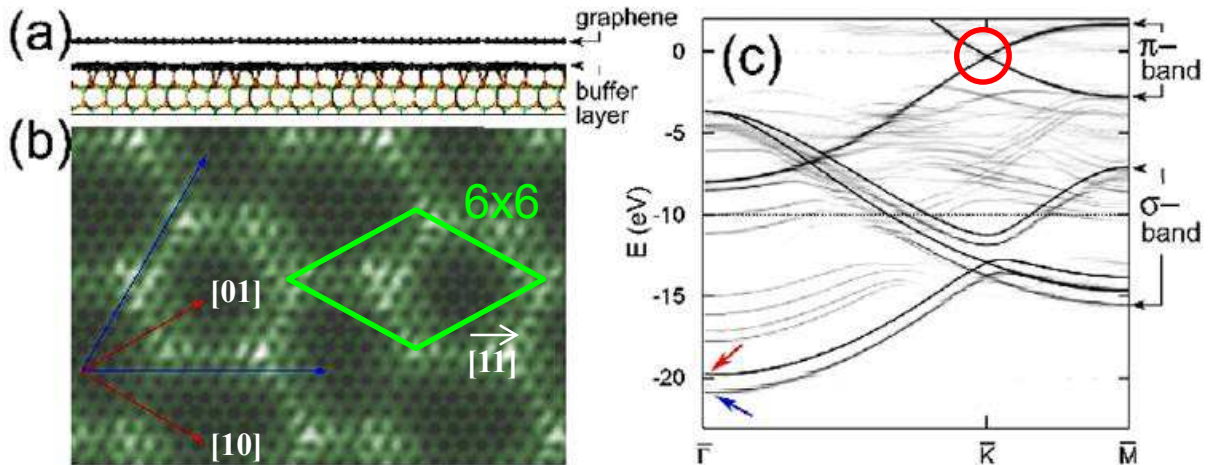 (a)
graphene
buffer
layer
(b)
6x6
[01]
[11]
[10]
(c)
0
-5
-10
-15
-20
E (eV)
π-
band
σ-
band
Γ̅
K̅
M̅